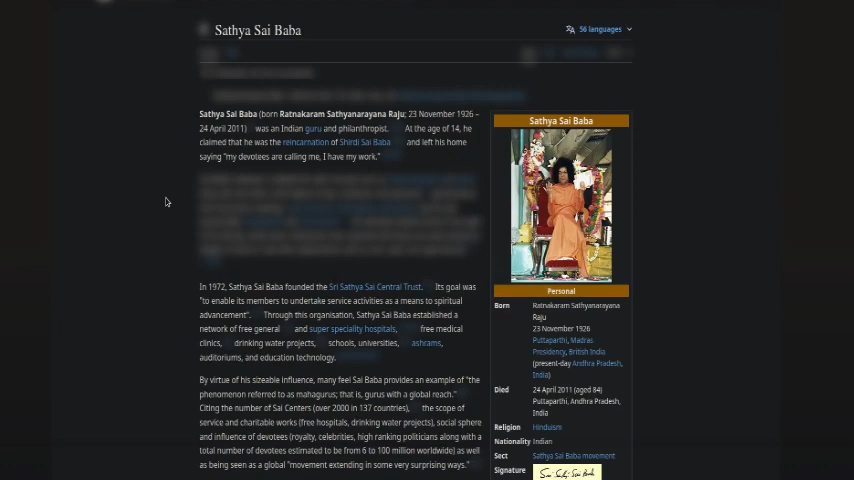 Sathya Sai Baba
56 languages
Sathya Sai Baba (born Ratnakaram Sathyanarayana Raju; 23 November 1926 –
24 April 2011) was an Indian guru and philanthropist. At the age of 14, he
claimed that he was the reincarnation of Shirdi Sai Baba and left his home
saying "my devotees are calling me, I have my work."
In 1972, Sathya Sai Baba founded the Sri Sathya Sai Central Trust. Its goal was
"to enable its members to undertake service activities as a means to spiritual
advancement". Through this organisation, Sathya Sai Baba established a
network of free general and super speciality hospitals, free medical
clinics, drinking water projects, schools, universities, ashrams,
auditoriums, and education technology.
By virtue of his sizeable influence, many feel Sai Baba provides an example of "the
phenomenon referred to as mahagurus; that is, gurus with a global reach."
Citing the number of Sai Centers (over 2000 in 137 countries), the scope of
service and charitable works (free hospitals, drinking water projects), social sphere
and influence of devotees (royalty, celebrities, high ranking politicians along with a
total number of devotees estimated to be from 6 to 100 million worldwide) as well
as being seen as a global "movement extending in some very surprising ways."
Sathya Sai Baba
Personal
Born Ratnakaram Sathyanarayana
Raju
23 November 1926
Puttaparthi, Madras
Presidency, British India
(present-day Andhra Pradesh,
India)
Died 24 April 2011 (aged 84)
Puttaparthi, Andhra Pradesh,
India
Religion Hinduism
Nationality Indian
Sect Sathya Sai Baba movement
Signature